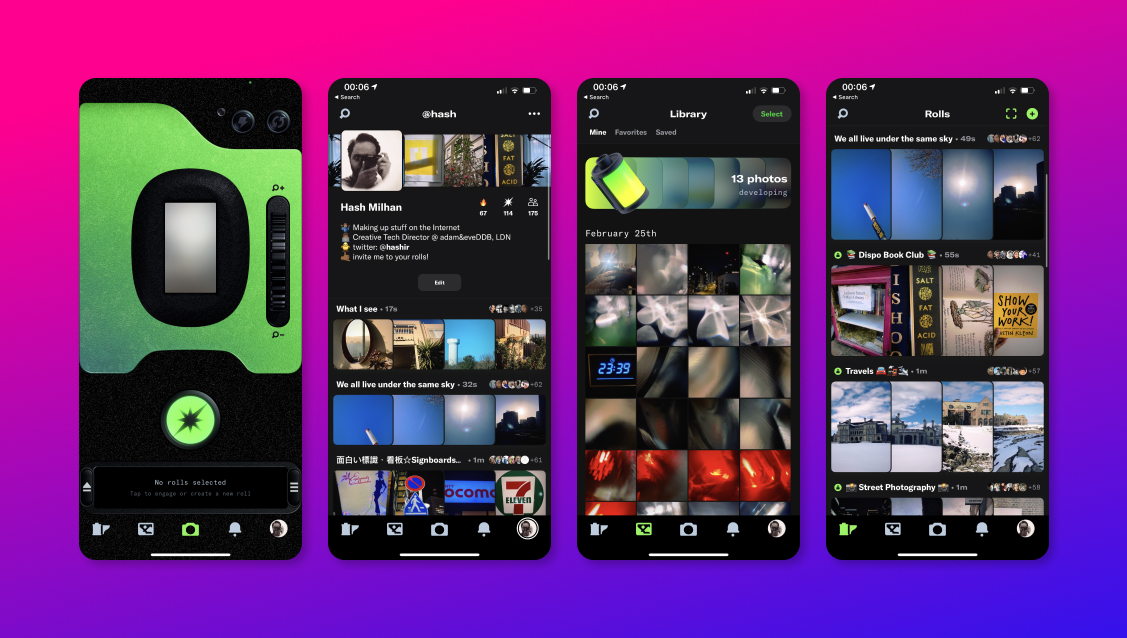 No rolls selected
Tap to engage or create a new roll
00:06
◀ Search
@hash
SALT
FAT
ACID
Hash Milhan
67 114 175
Making up stuff on the Internet
Creative Tech Director @ adam&eveDDB, LDN
twitter: @hashir
invite me to your rolls!
Edit
What I see • 17s +35
We all live under the same sky • 32s +62
面白い標識・看板☆Signboards.. • 1m +61
docomo
7
ELEVEN
00:06
◀ Search
Library
Select
Mine Favorites Saved
13 photos
developing
February 25th
23:39
00:06
◀ Search
Rolls
We all live under the same sky • 49s +62
Dispo Book Club • 55s +41
ISHO
SALT
FAT
ACID
SHOW
YOUR
WORK!
AUSTIN KLEON
Travels • 1m +57
Street Photography • 1m +58